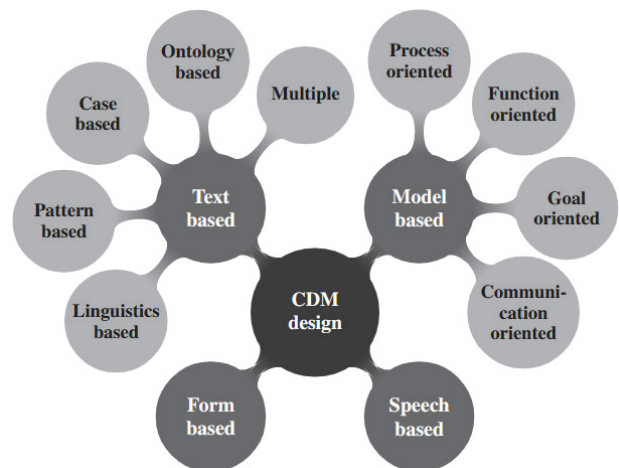 Ontology
based
Multiple
Process
oriented
Function
oriented
Case
based
Pattern
based
Text
based
Model
based
Goal
oriented
Linguistics
based
CDM
design
Communi-
cation
oriented
Form
based
Speech
based